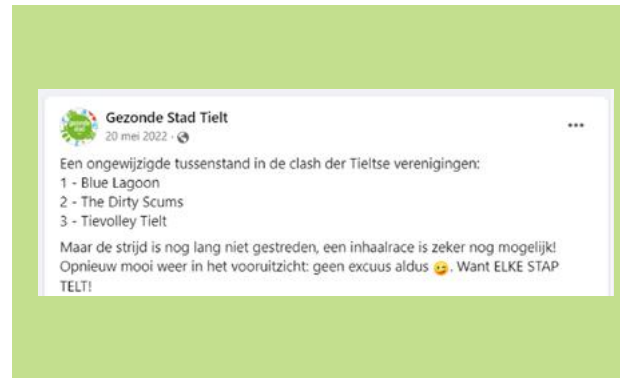 Gezonde Stad Tielt
20 mei 2022 ·
Een ongewijzigde tussenstand in de clash der Tieltse verenigingen:
1 - Blue Lagoon
2 - The Dirty Scums
3 - Tievolley Tielt
Maar de strijd is nog lang niet gestreden, een inhaalrace is zeker nog mogelijk!
Opnieuw mooi weer in het vooruitzicht: geen excuus aldus 😉. Want ELKE STAP
TELT!